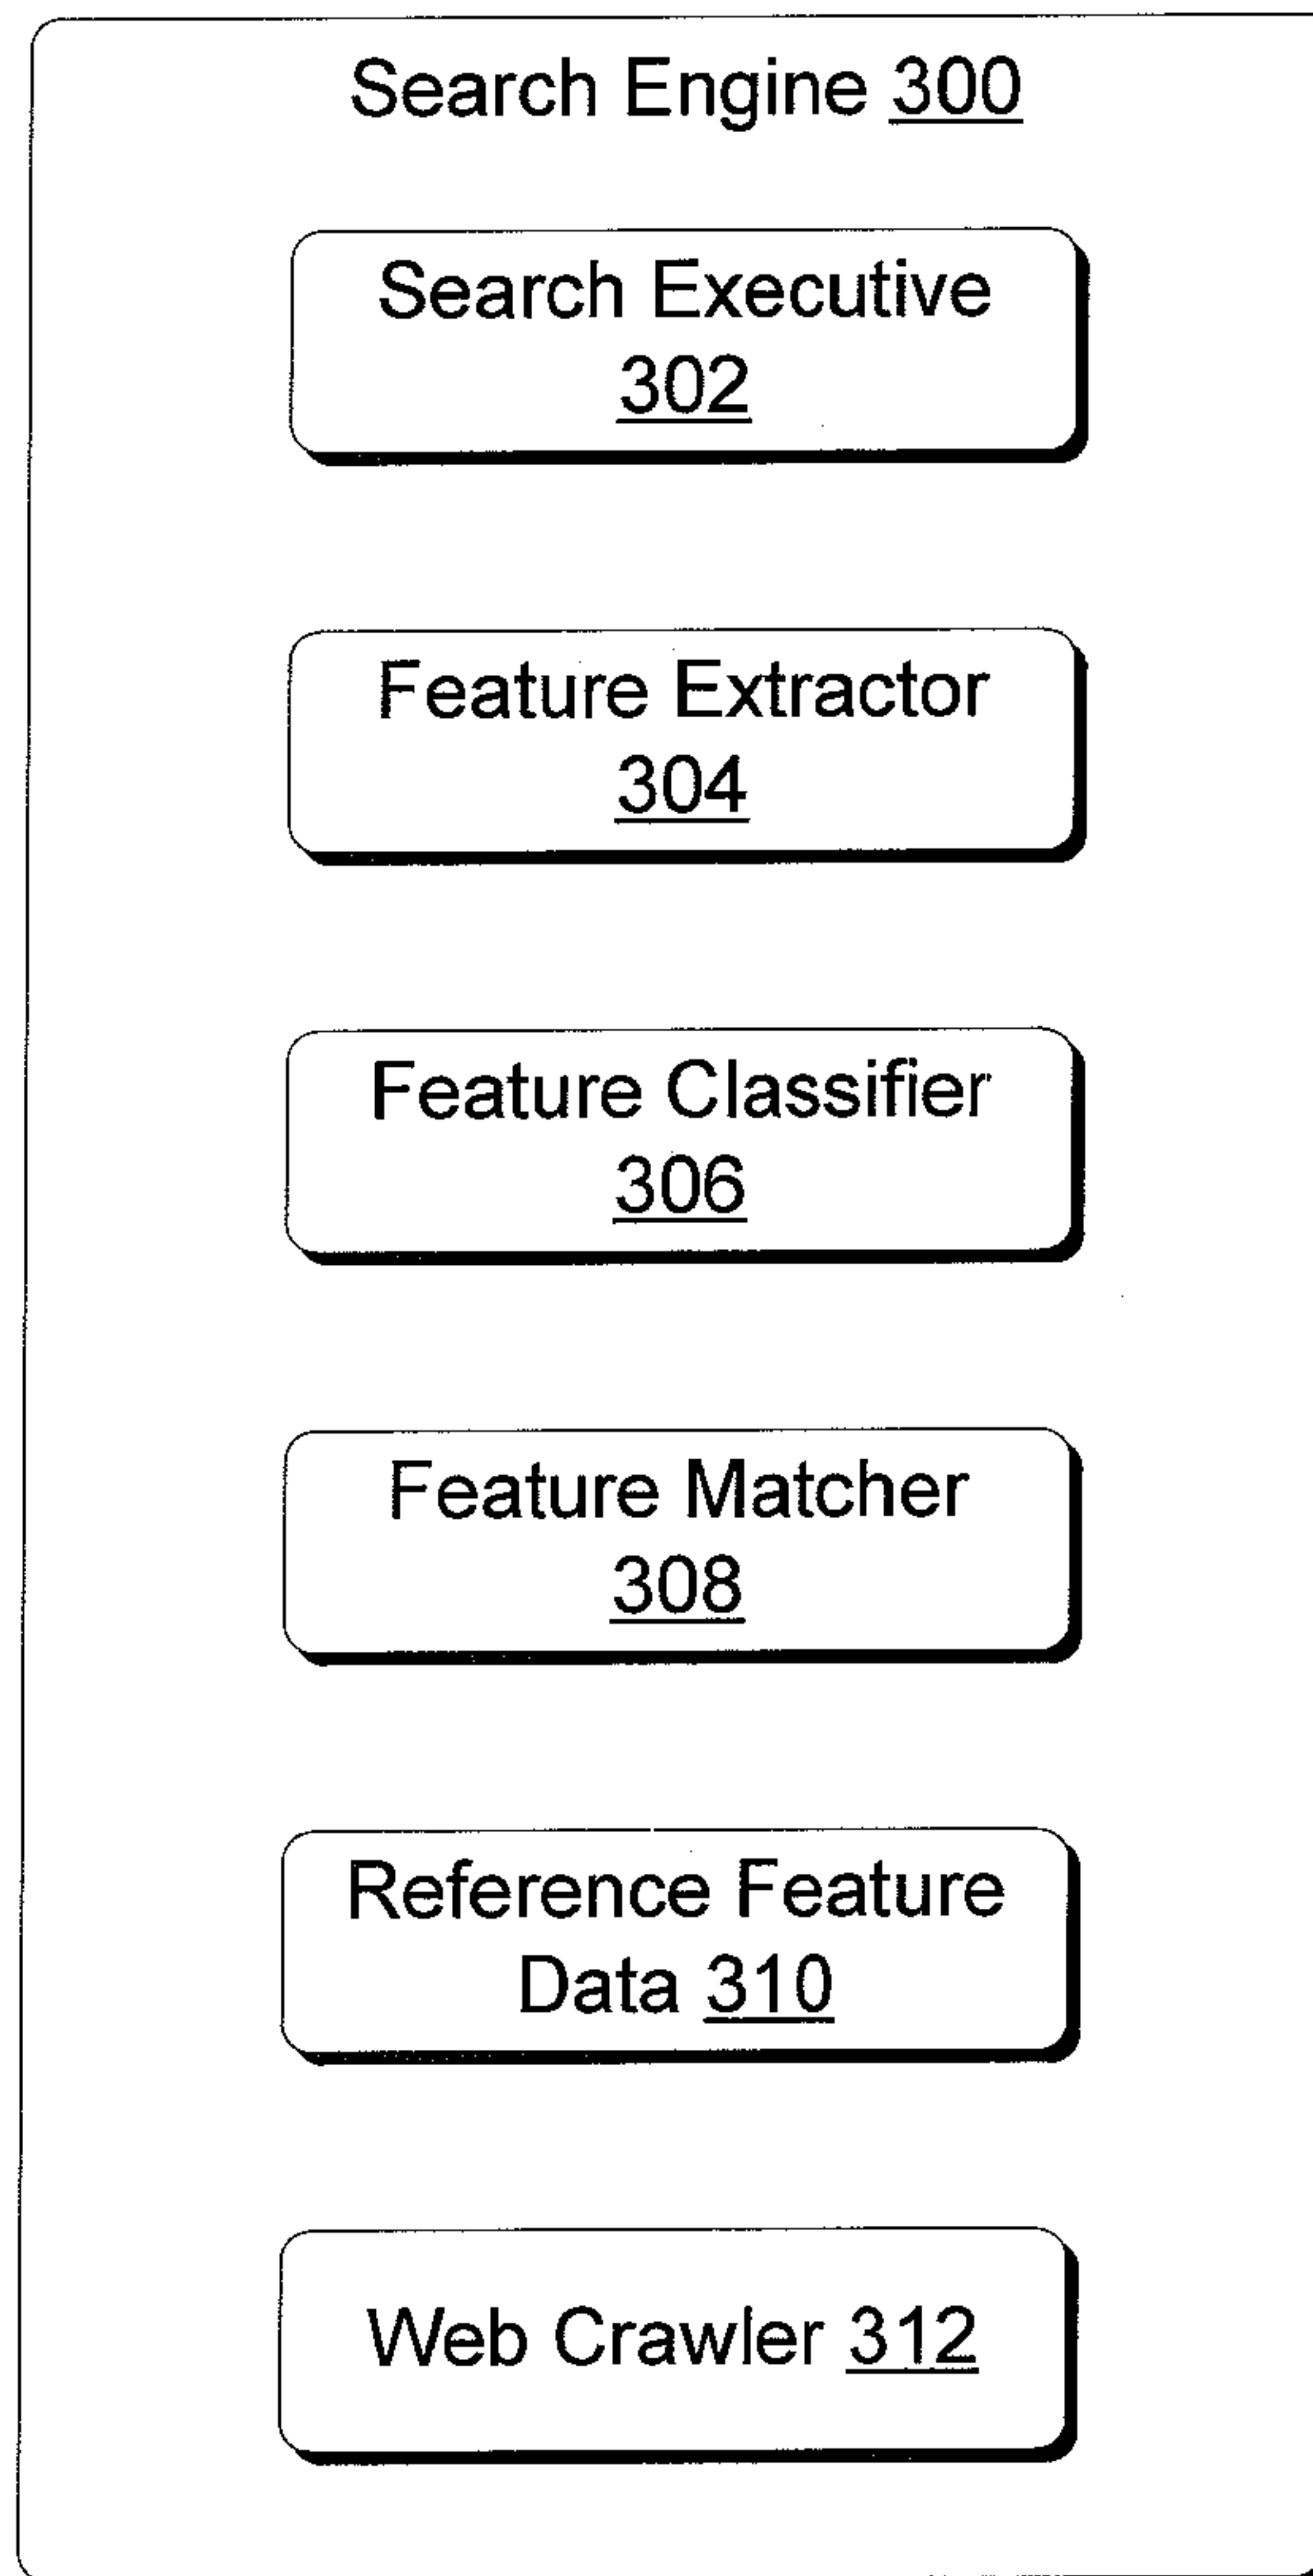 Search Engine 300
Search Executive
302
Feature Extractor
304
Feature Classifier
306
Feature Matcher
308
Reference Feature
Data 310
Web Crawler 312